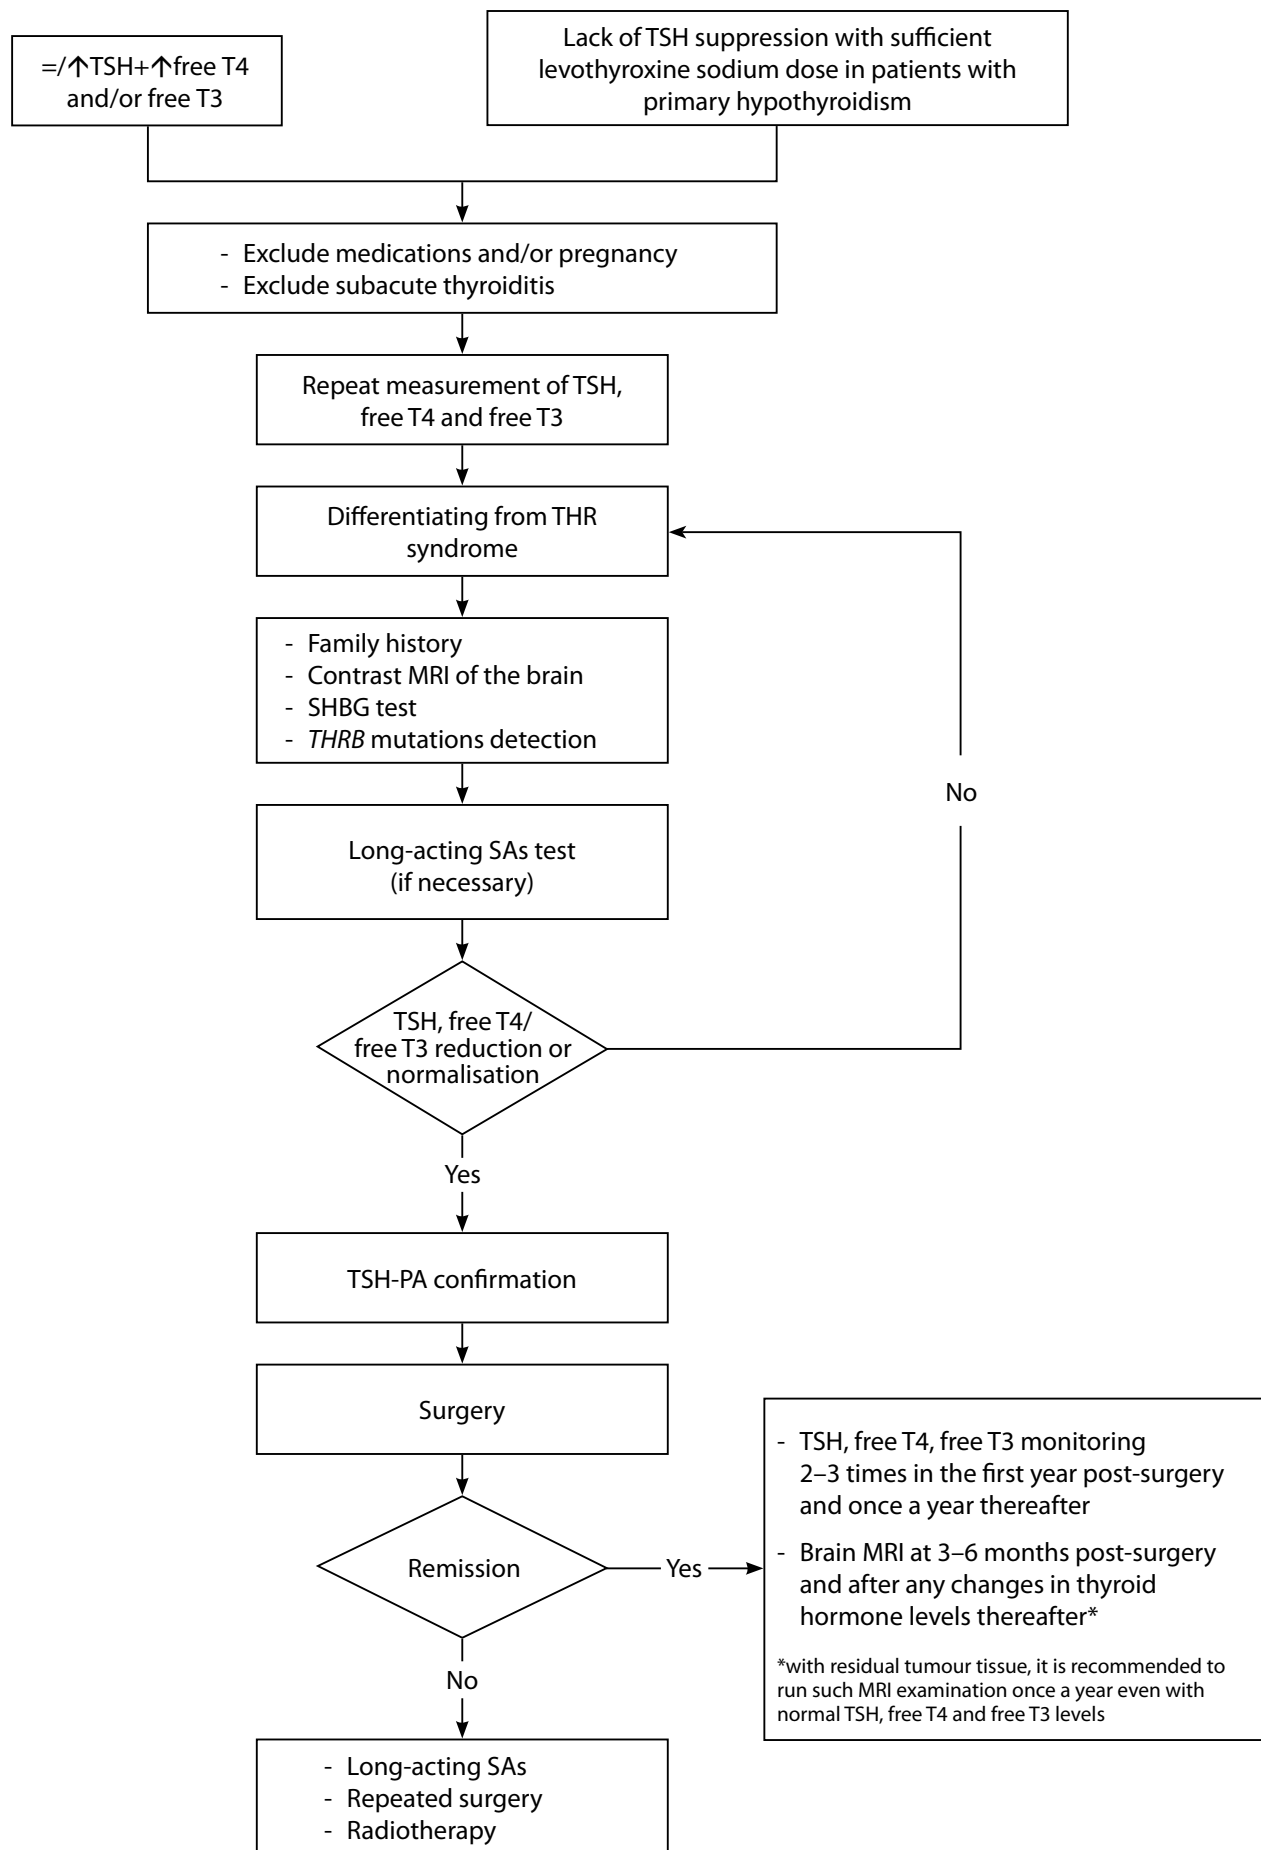 =/↑TSH+↑free T4
and/or free T3
Lack of TSH suppression with sufficient
levothyroxine sodium dose in patients with
primary hypothyroidism
- Exclude medications and/or pregnancy
- Exclude subacute thyroiditis
Repeat measurement of TSH,
free T4 and free T3
Differentiating from THR
syndrome
- Family history
- Contrast MRI of the brain
- SHBG test
- THRB mutations detection
No
Long-acting SAs test
(if necessary)
TSH, free T4/
free T3 reduction or
normalisation
Yes
TSH-PA confirmation
Surgery
Remission
Yes
- TSH, free T4, free T3 monitoring
2–3 times in the first year post-surgery
and once a year thereafter
- Brain MRI at 3–6 months post-surgery
and after any changes in thyroid
hormone levels thereafter*
*with residual tumour tissue, it is recommended to
run such MRI examination once a year even with
normal TSH, free T4 and free T3 levels
No
- Long-acting SAs
- Repeated surgery
- Radiotherapy